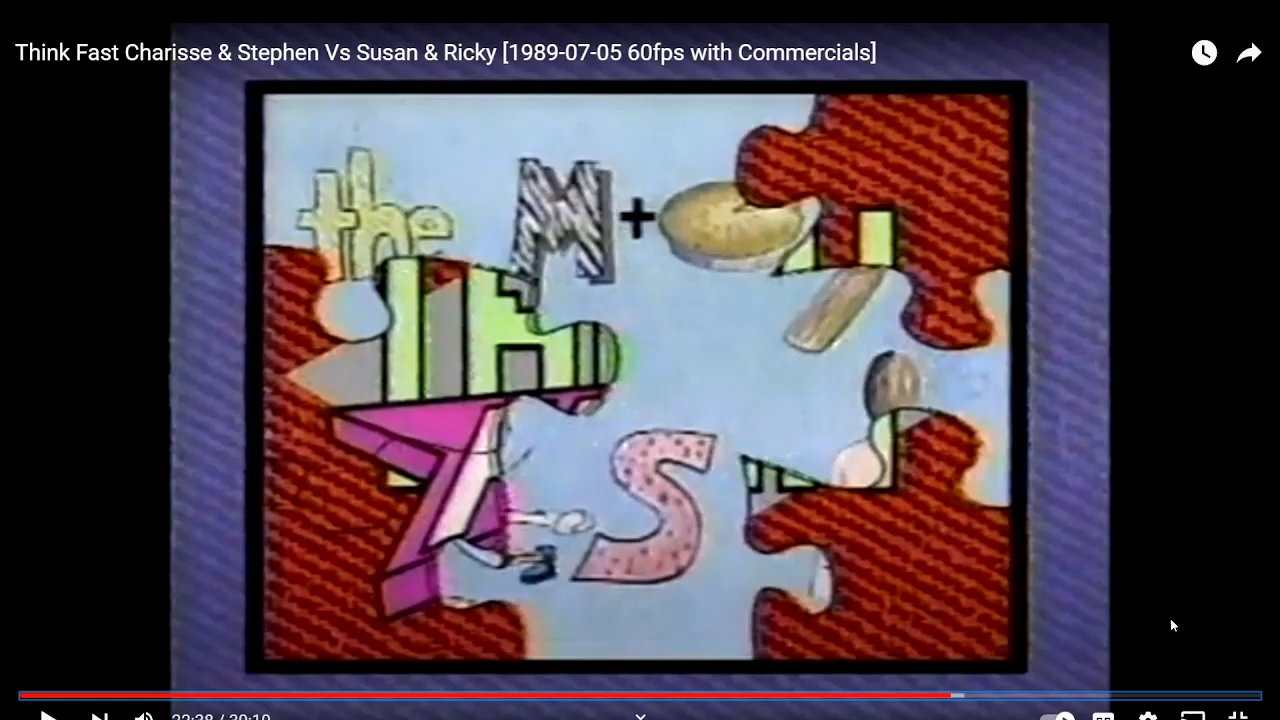 Think Fast Charisse & Stephen Vs Susan & Ricky [1989-07-05 60fps with Commercials]
the M +
S